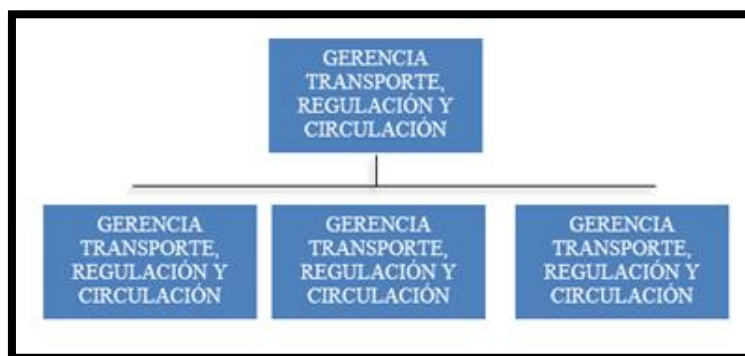 GERENCIA
TRANSPORTE,
REGULACIÓN Y
CIRCULACIÓN
GERENCIA
TRANSPORTE,
REGULACIÓN Y
CIRCULACIÓN
GERENCIA
TRANSPORTE,
REGULACIÓN Y
CIRCULACIÓN
GERENCIA
TRANSPORTE,
REGULACIÓN Y
CIRCULACIÓN